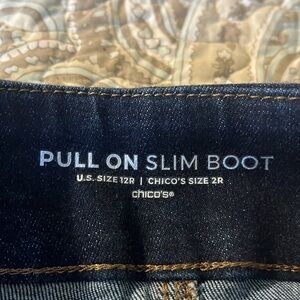 PULL ON SLIM BOOT
U.S. SIZE 12R | CHICO'S SIZE 2R
chico's®